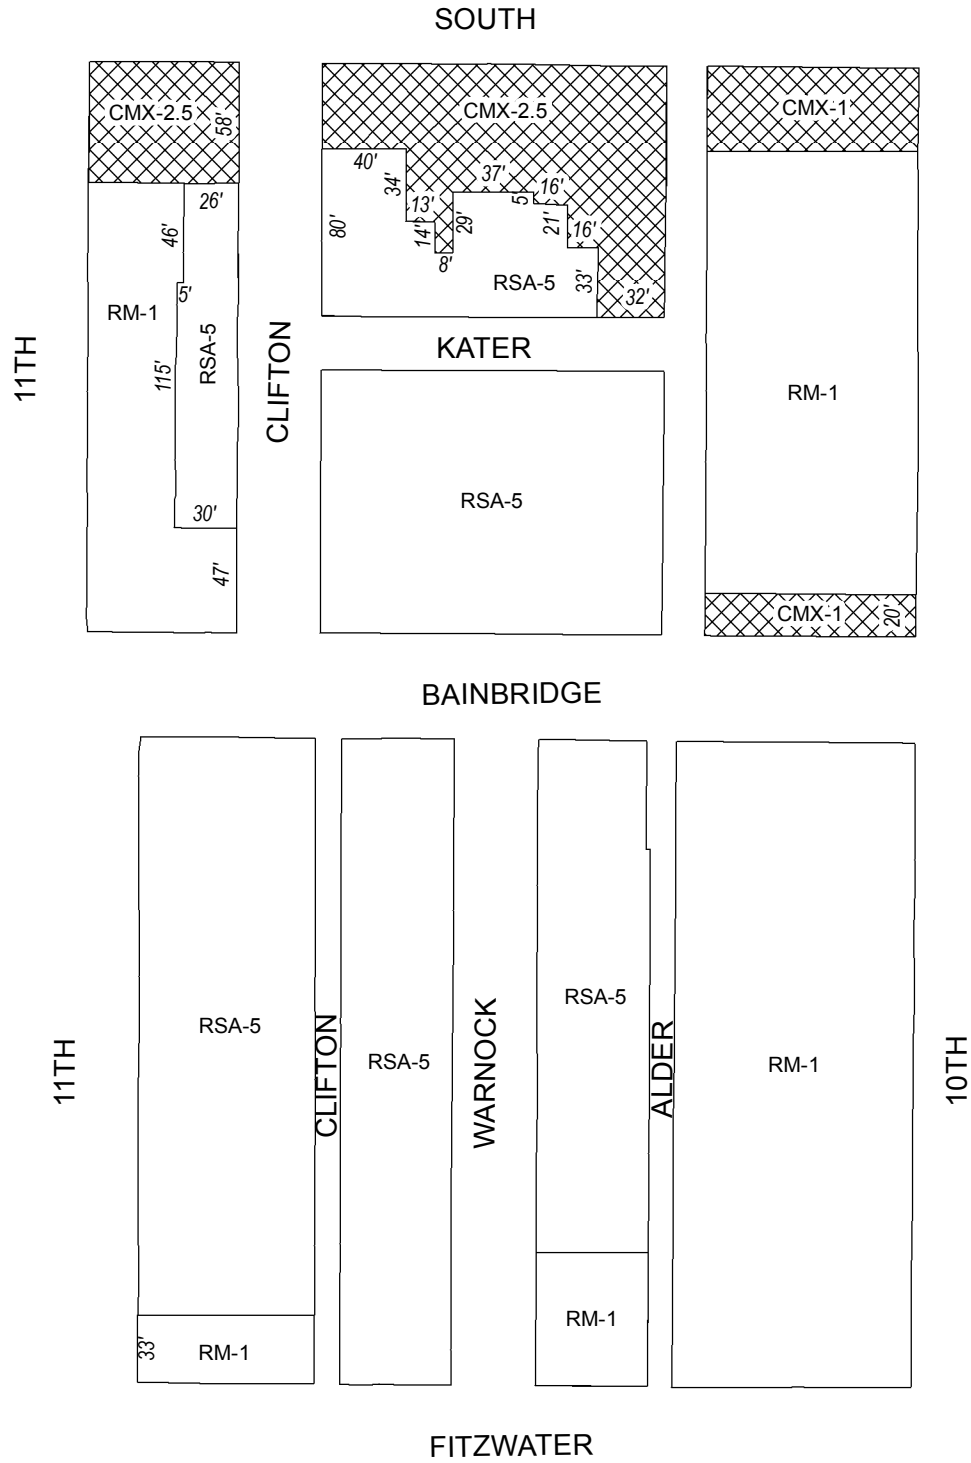 SOUTH
CMX-2.5
58'
CMX-2.5
CMX-1
40'
37'
34'
13'
5'
16'
26'
46'
80'
14'
29'
21'
16'
8'
RSA-5
33'
32'
5'
RM-1
RSA-5
115'
11TH
CLIFTON
KATER
RM-1
RSA-5
30'
47'
CMX-1
20'
BAINBRIDGE
RSA-5
RSA-5
RSA-5
RM-1
11TH
CLIFTON
WARNOCK
ALDER
10TH
33'
RM-1
RM-1
FITZWATER